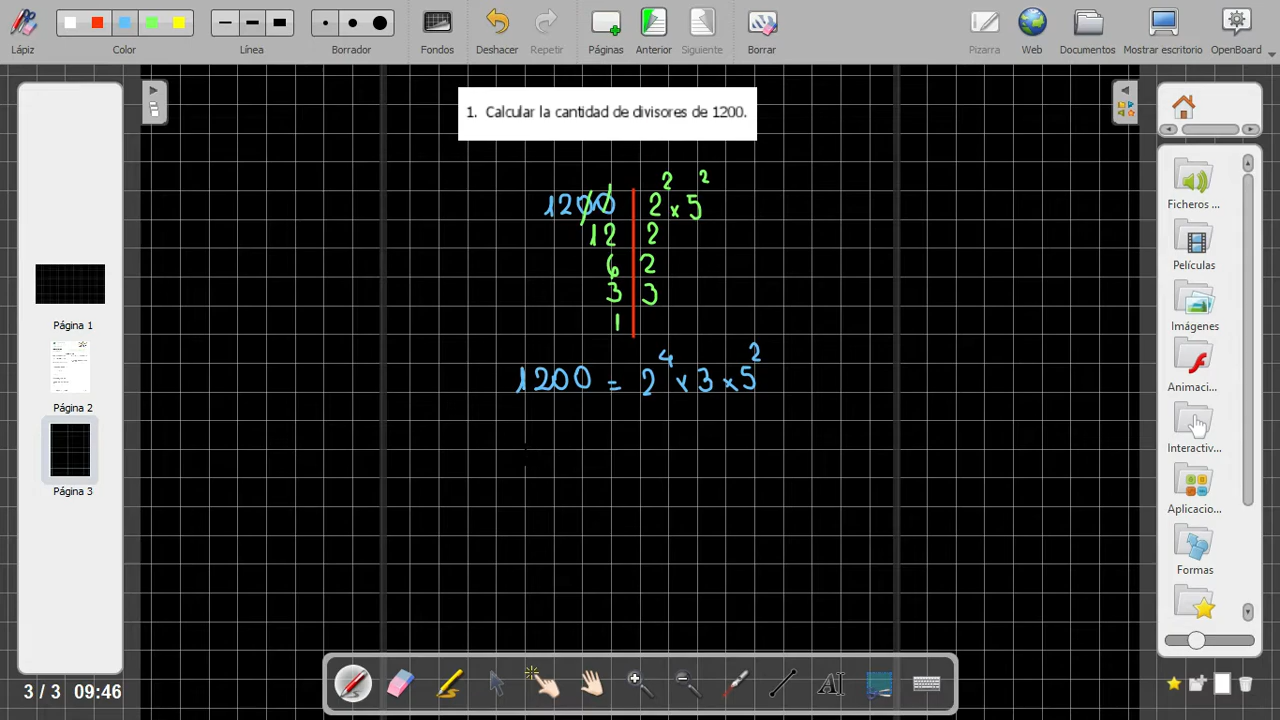 Lápiz Color Línea Borrador Fondos Deshacer Repetir Páginas Anterior Siguiente Borrar Pizarra Web Documentos Mostrar escritorio OpenBoard
1. Calcular la cantidad de divisores de 1200.
1200 | 2² × 5²
12 | 2
6 | 2
3 | 3
1
1200 = 2⁴ × 3 × 5²
Página 1
Página 2
Página 3
3 / 3 09:46
Ficheros ...
Películas
Imágenes
Animaci...
Interactiv...
Aplicacio...
Formas
AI